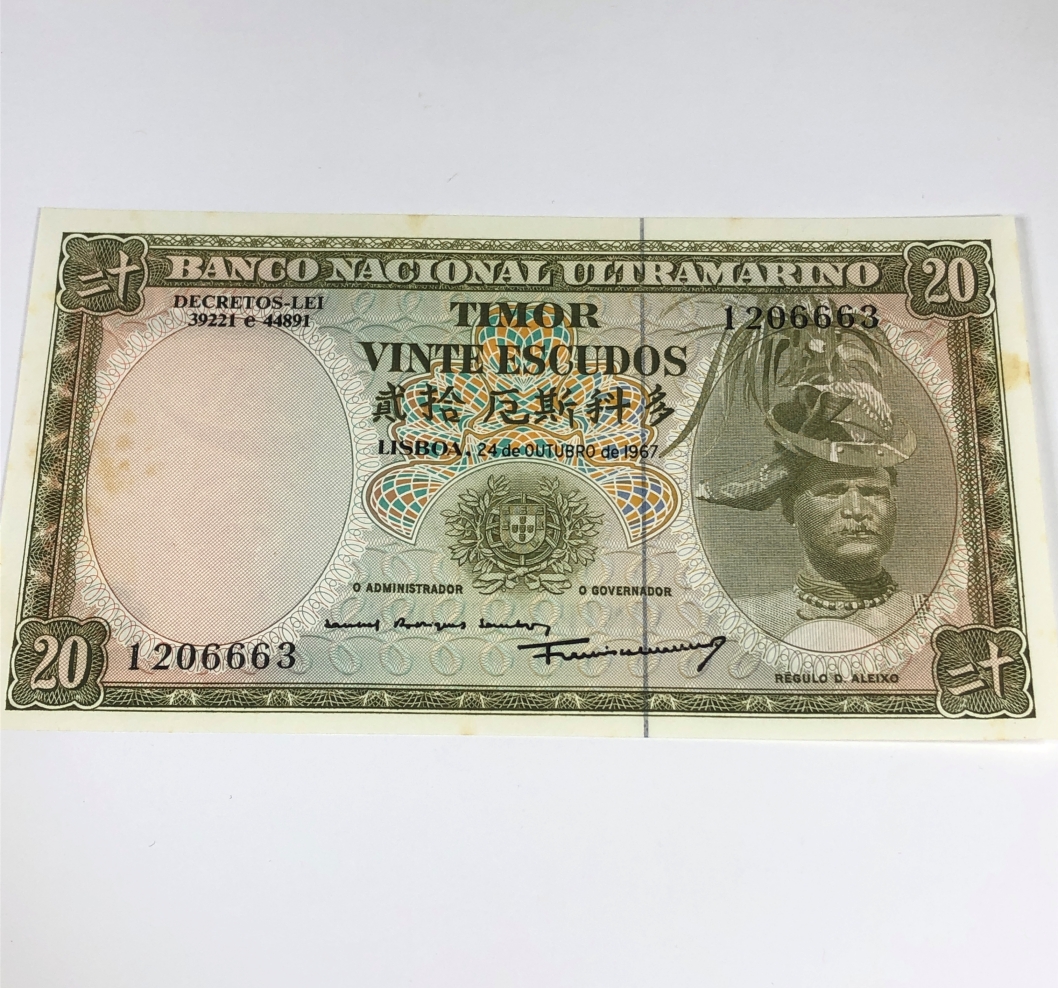 二十 BANCO NACIONAL ULTRAMARINO 20
DECRETOS-LEI
39221 e 44891
TIMOR
1206663
VINTE ESCUDOS
貳拾 厄斯科多
LISBOA, 24 de OUTUBRO de 1967
O ADMINISTRADOR O GOVERNADOR
20 1206663
RÉGULO D. ALEIXO
二十